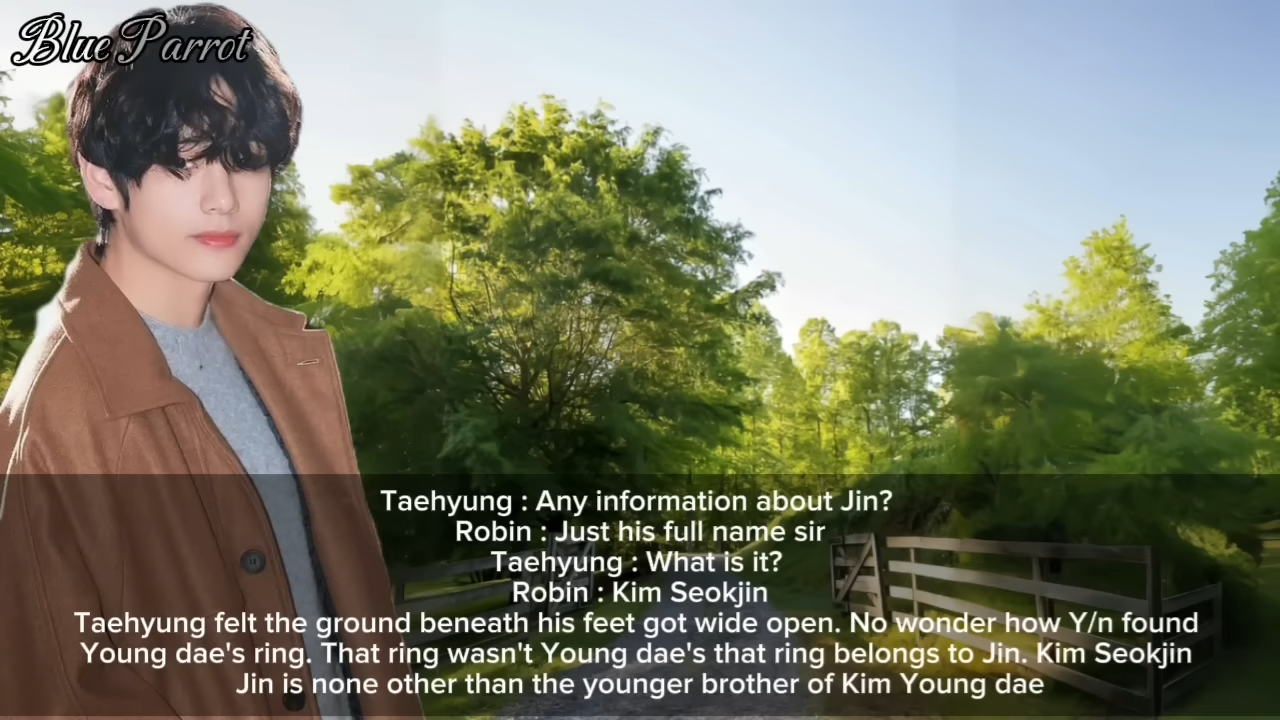 Blue Parrot
Taehyung : Any information about Jin?
Robin : Just his full name sir
Taehyung : What is it?
Robin : Kim Seokjin
Taehyung felt the ground beneath his feet got wide open. No wonder how Y/n found
Young dae's ring. That ring wasn't Young dae's that ring belongs to Jin. Kim Seokjin
Jin is none other than the younger brother of Kim Young dae